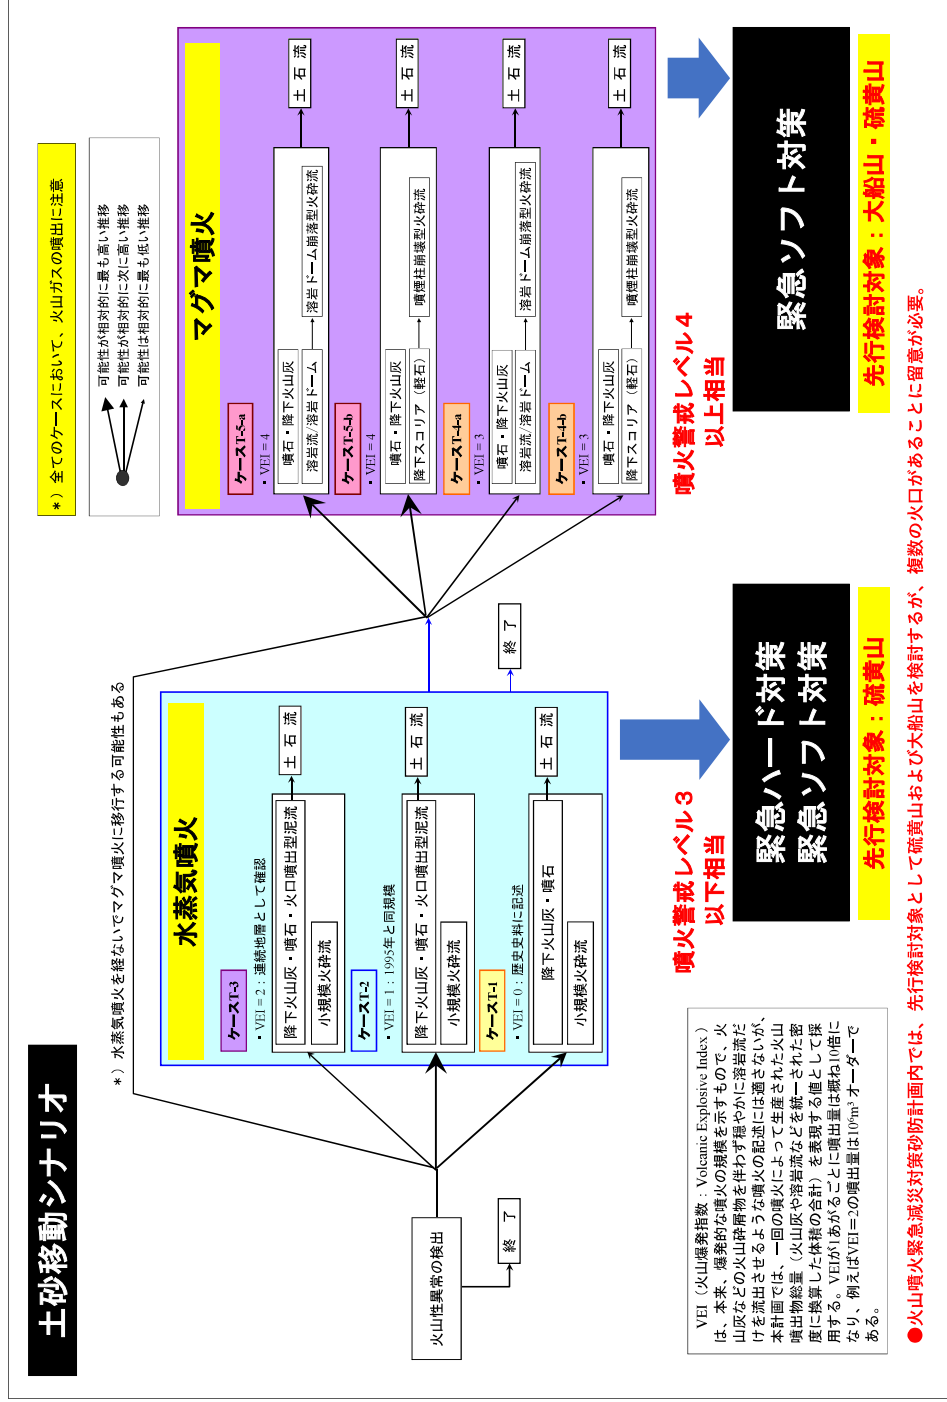 土砂移動シナリオ
*）水蒸気噴火を経ないでマグマ噴火に移行する可能性もある
*）全てのケースにおいて、火山ガスの噴出に注意
可能性が相対的に最も高い推移
可能性が相対的に次に高い推移
可能性は相対的に最も低い推移
火山性異常の検出
終　了
水蒸気噴火
ケースT-3
・VEI＝2：連続地層として確認
降下火山灰・噴石・火口噴出型泥流
小規模火砕流
土 石 流
ケースT-2
・VEI＝1：1995年と同規模
降下火山灰・噴石・火口噴出型泥流
小規模火砕流
土 石 流
ケースT-1
・VEI＝0：歴史史料に記述
降下火山灰・噴石
小規模火砕流
土 石 流
終　了
マグマ噴火
ケースT-5-a
・VEI＝4
噴石・降下火山灰
溶岩流/溶岩ドーム
溶岩ドーム崩落型火砕流
土 石 流
ケースT-5-b
・VEI＝4
噴石・降下火山灰
降下スコリア（軽石）
噴煙柱崩壊型火砕流
土 石 流
ケースT-4-a
・VEI＝3
噴石・降下火山灰
溶岩流/溶岩ドーム
溶岩ドーム崩落型火砕流
土 石 流
ケースT-4-b
・VEI＝3
噴石・降下火山灰
降下スコリア（軽石）
噴煙柱崩壊型火砕流
土 石 流
VEI（火山爆発指数：Volcanic Explosive Index）
は、本来、爆発的な噴火の規模を示すもので、火
山灰などの火山砕屑物を伴わず穏やかに溶岩流だ
けを流出させるような噴火の記述には適さないが、
本計画では、一回の噴火によって生産された火山
噴出物総量（火山灰や溶岩流などを統一された密
度に換算した体積の合計）を表現する値として採
用する。VEIが1あがるごとに噴出量は概ね10倍に
なり、例えばVEI＝2の噴出量は10⁶m³ オーダーで
ある。
噴火警戒レベル３
以下相当
緊急ハード対策
緊急ソフト対策
先行検討対象：硫黄山
噴火警戒レベル４
以上相当
緊急ソフト対策
先行検討対象：大船山・硫黄山
●火山噴火緊急減災対策砂防計画内では、先行検討対象として硫黄山および大船山を検討するが、複数の火口があることに留意が必要。